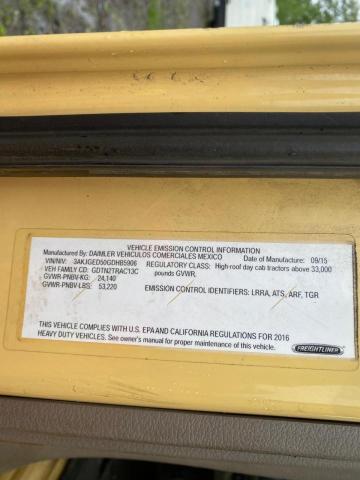 VEHICLE EMISSION CONTROL INFORMATION
Manufactured By: DAIMLER VEHICULOS COMERCIALES MEXICO Date of Manufacture: 09/15
VIN/NIV: 3AKJGED50GDHB5906 REGULATORY CLASS: High-roof day cab tractors above 33,000
VEH FAMILY CD: GDTN2TRAC13C pounds GVWR.
GVWR-PNBV-KG: 24,140
GVWR-PNBV-LBS: 53,220 EMISSION CONTROL IDENTIFIERS: LRRA, ATS, ARF, TGR
THIS VEHICLE COMPLIES WITH U.S. EPA AND CALIFORNIA REGULATIONS FOR 2016
HEAVY DUTY VEHICLES. See owner's manual for proper maintenance of this vehicle.
FREIGHTLINER